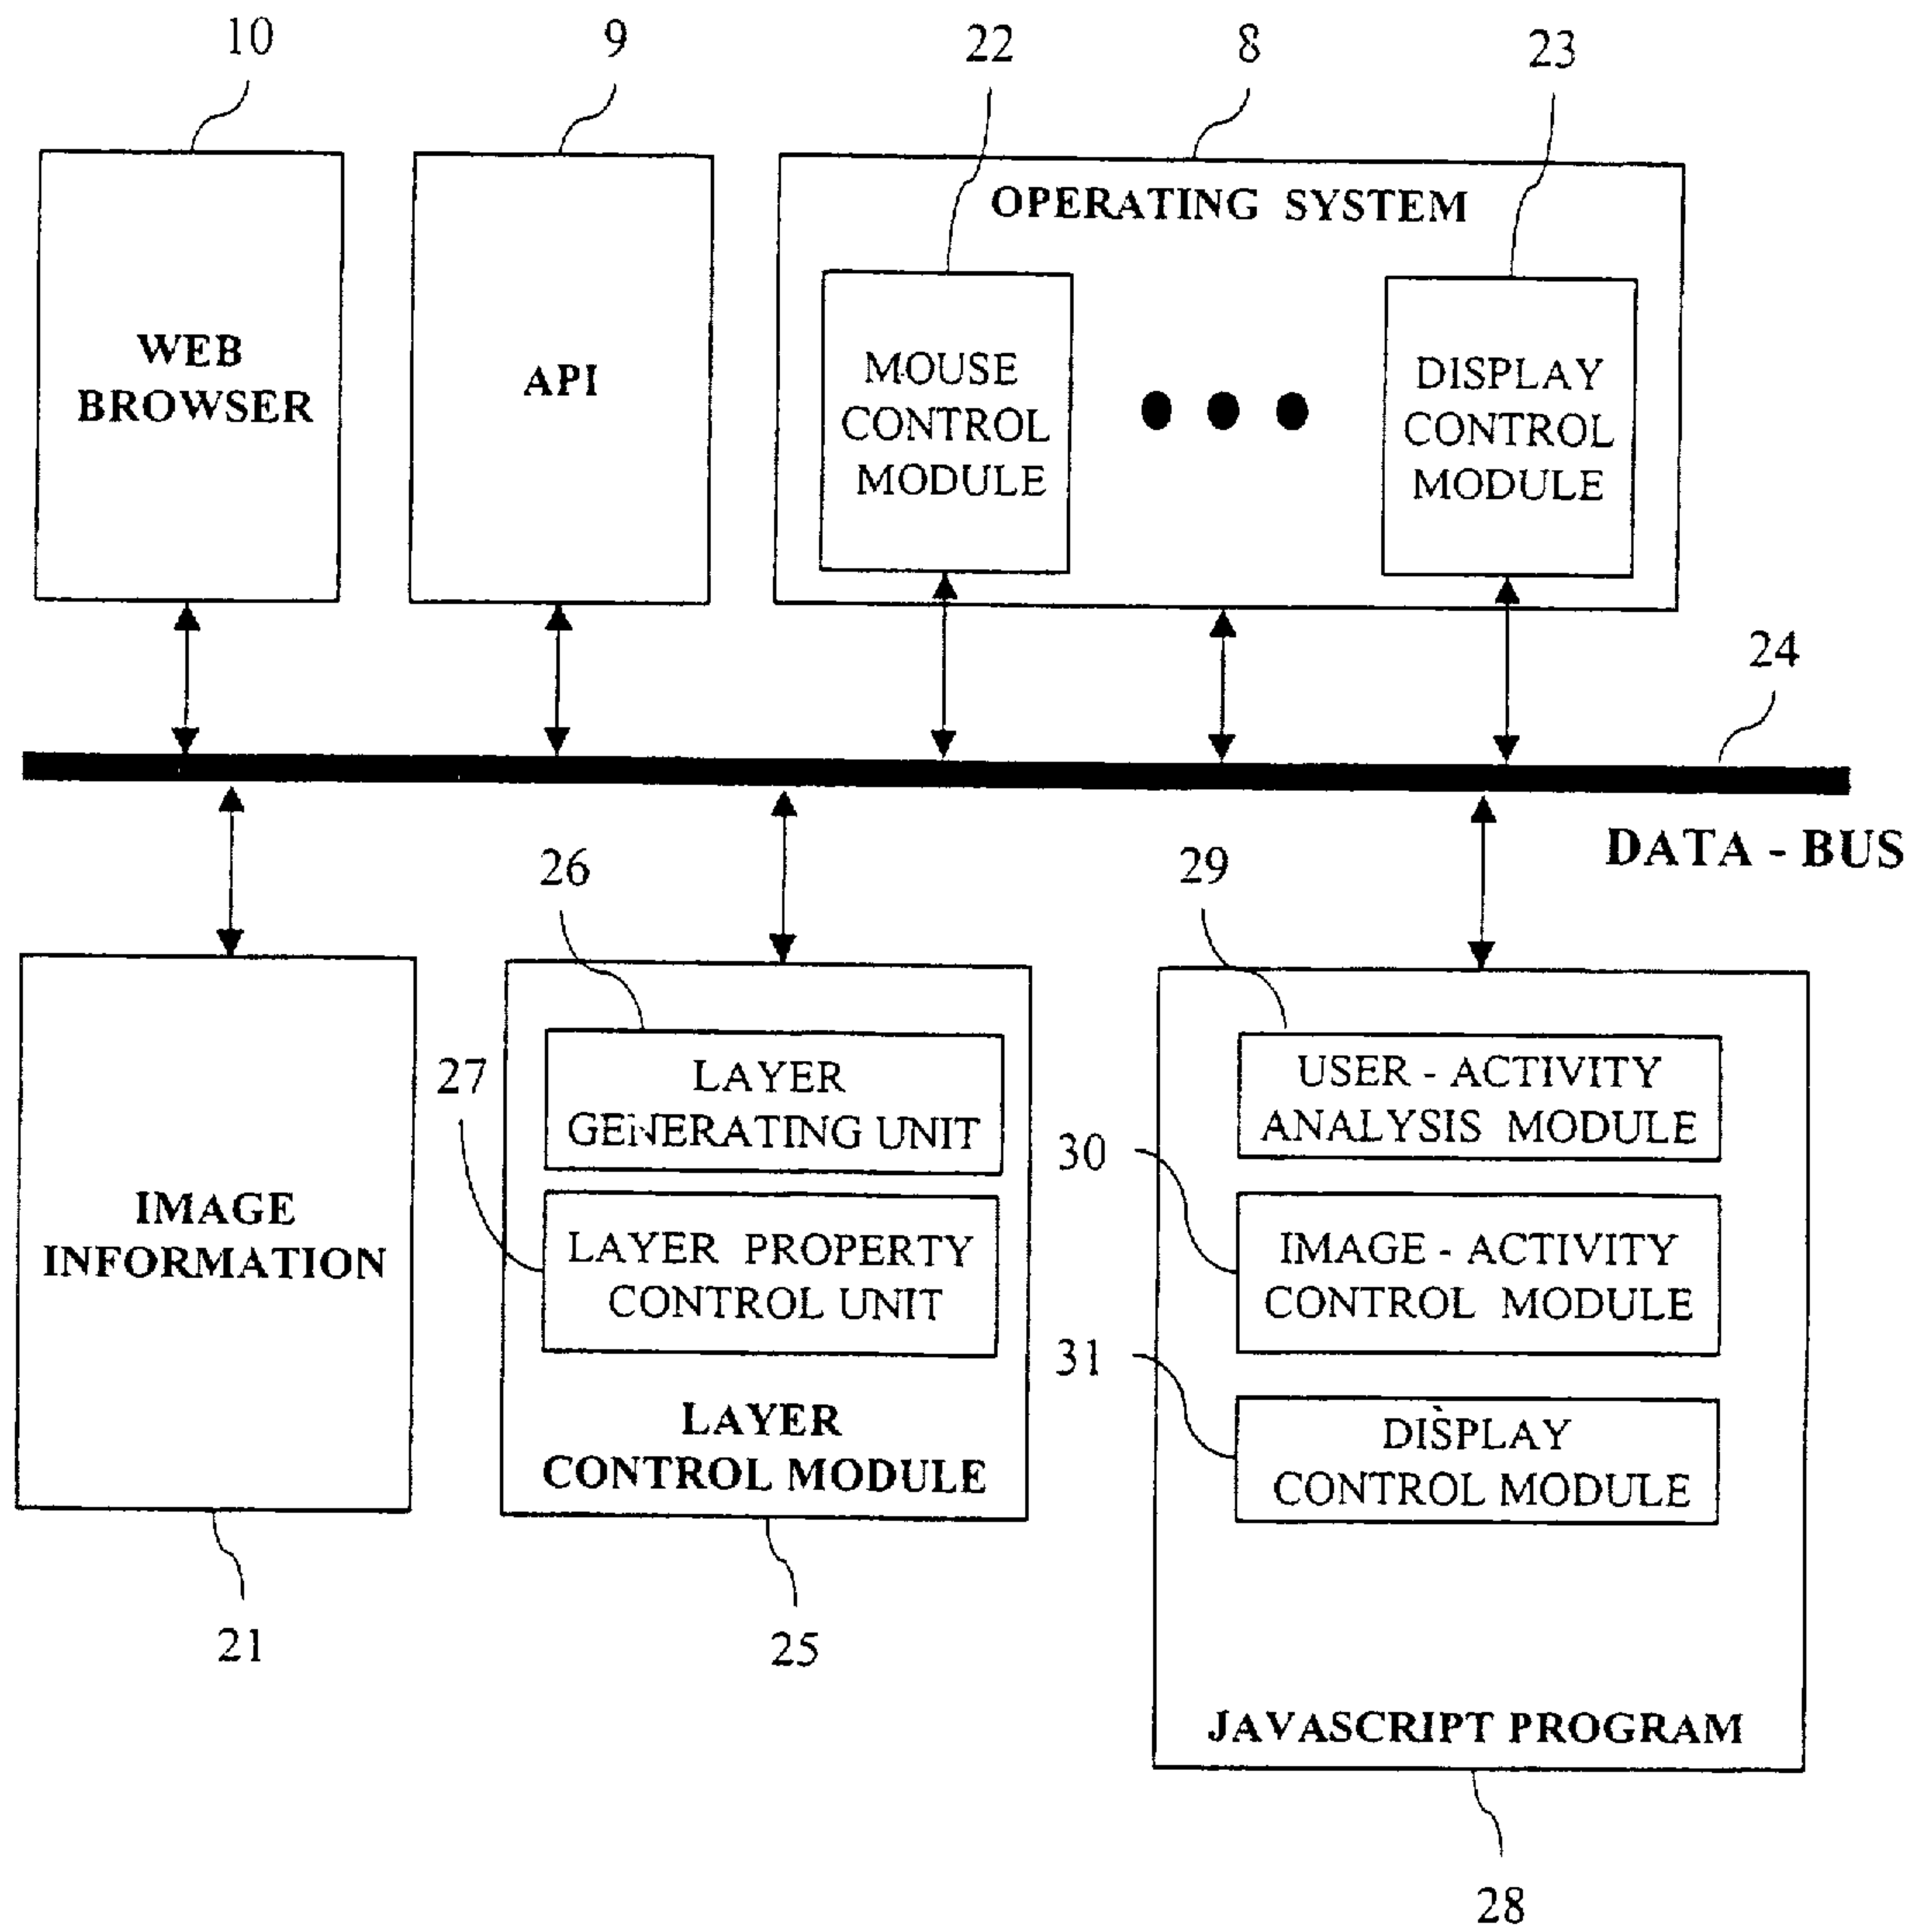 10
9
22
8
23
OPERATING SYSTEM
WEB
BROWSER
API
MOUSE
CONTROL
MODULE
DISPLAY
CONTROL
MODULE
24
DATA - BUS
26
29
27
LAYER
GENERATING UNIT
USER - ACTIVITY
ANALYSIS MODULE
30
IMAGE
INFORMATION
LAYER PROPERTY
CONTROL UNIT
IMAGE - ACTIVITY
CONTROL MODULE
31
LAYER
CONTROL MODULE
DISPLAY
CONTROL MODULE
21
25
JAVASCRIPT PROGRAM
28